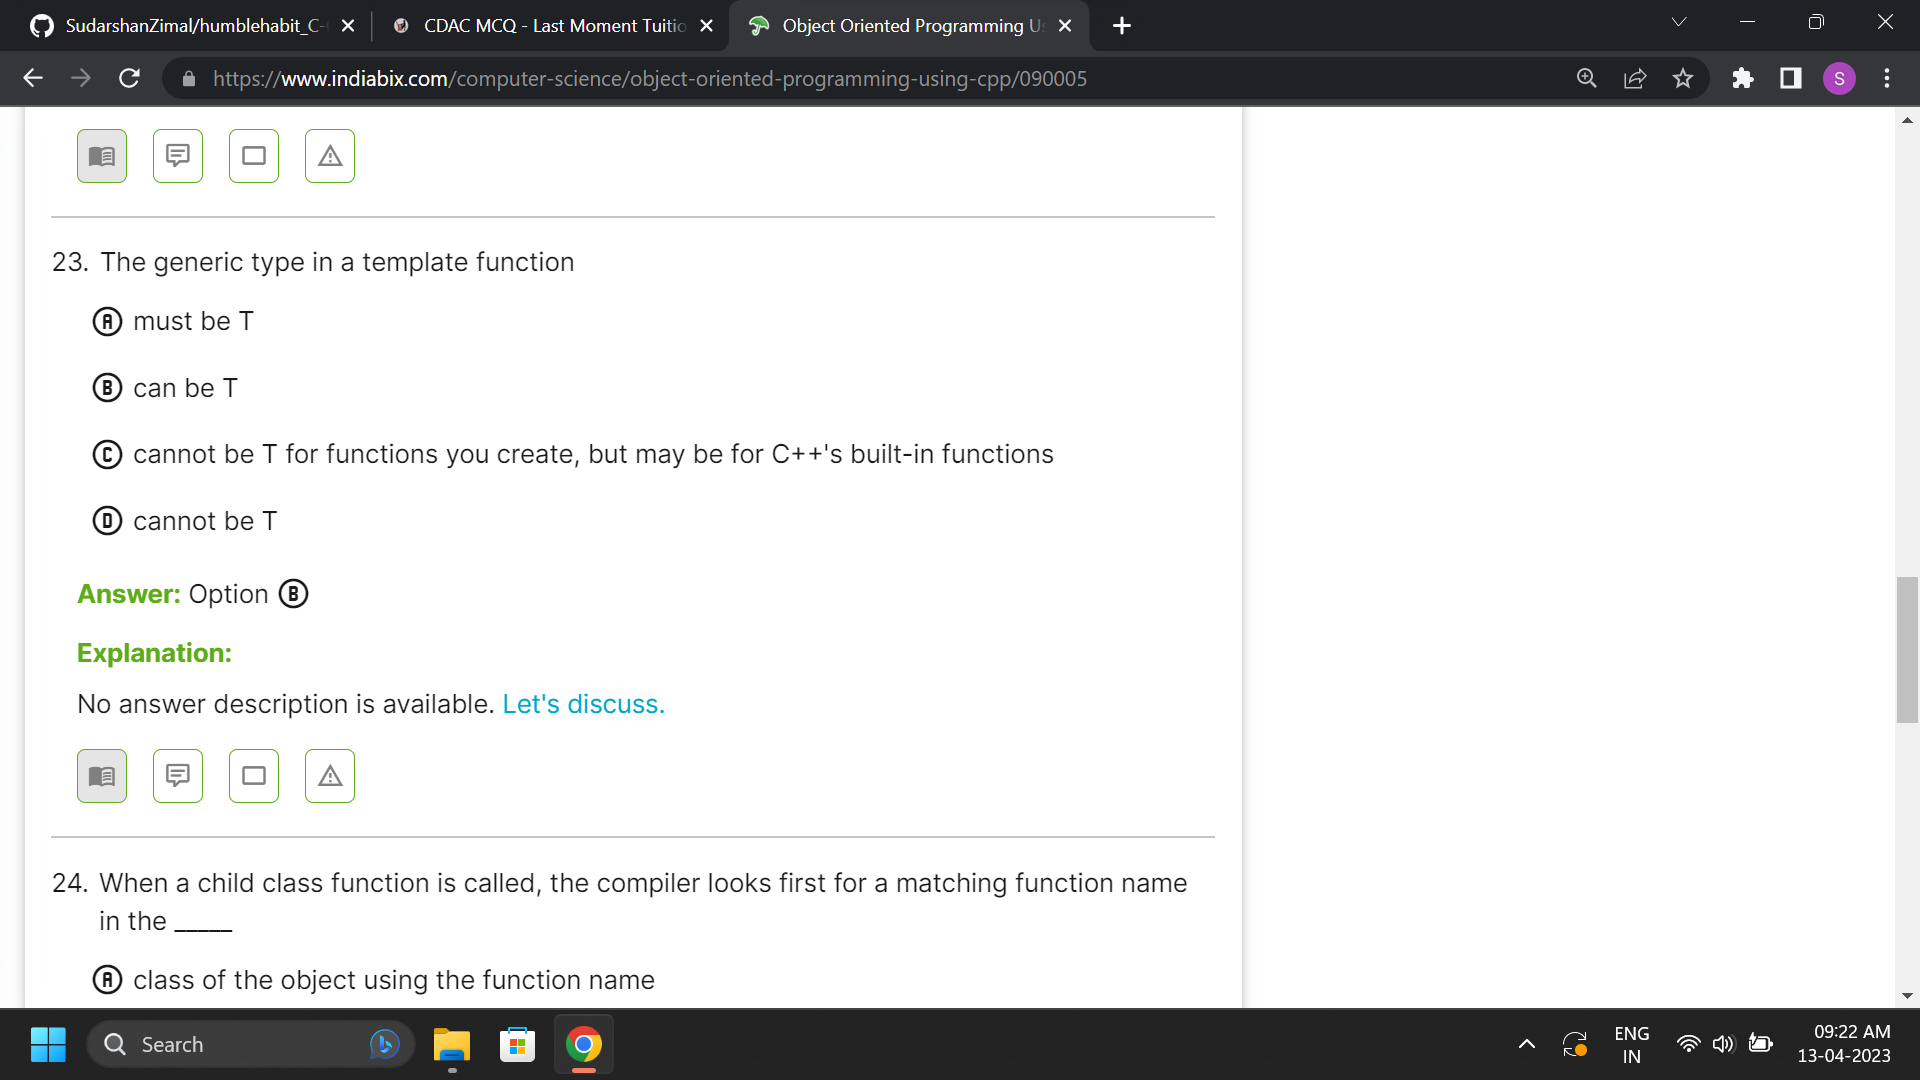 SudarshanZimal/humblehabit_C-
CDAC MCQ - Last Moment Tuitio
Object Oriented Programming Us
https://www.indiabix.com/computer-science/object-oriented-programming-using-cpp/090005
S
23. The generic type in a template function
A must be T
B can be T
C cannot be T for functions you create, but may be for C++'s built-in functions
D cannot be T
Answer: Option B
Explanation:
No answer description is available. Let's discuss.
24. When a child class function is called, the compiler looks first for a matching function name
in the _____
A class of the object using the function name
Search
ENG
IN
09:22 AM
13-04-2023